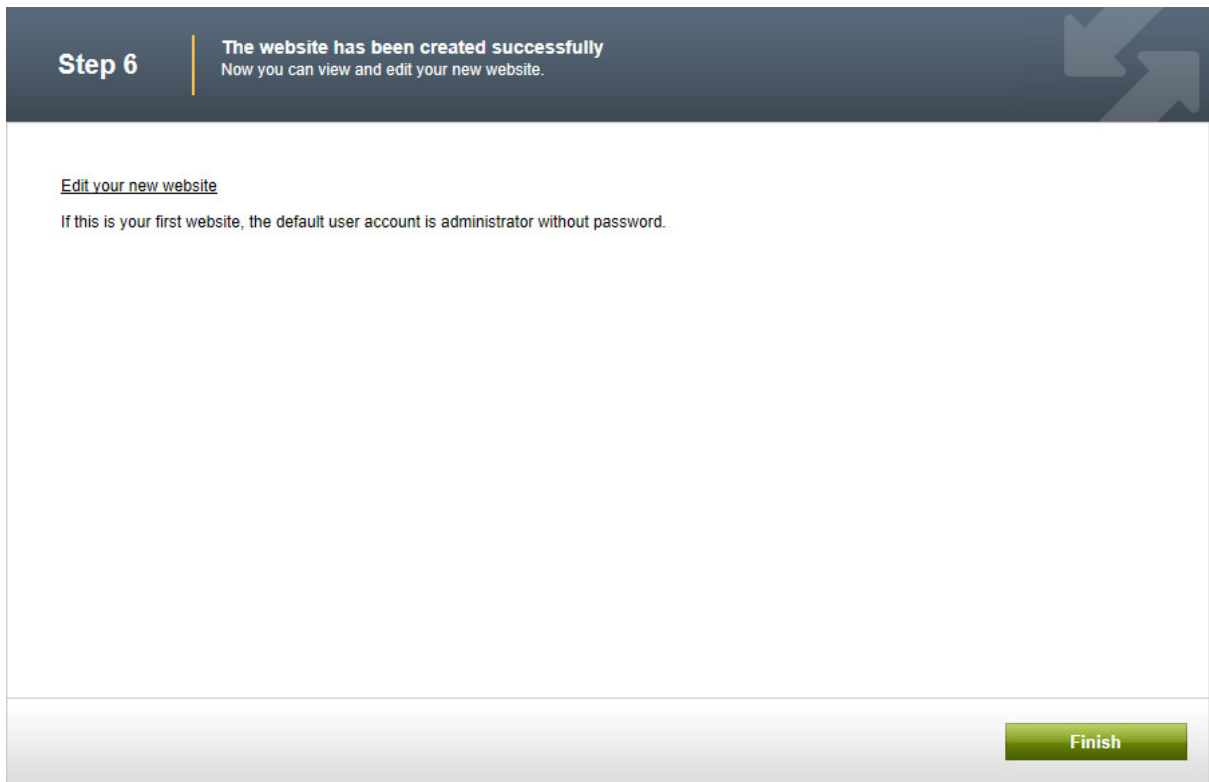 Step 6
The website has been created successfully
Now you can view and edit your new website.
Edit your new website
If this is your first website, the default user account is administrator without password.
Finish